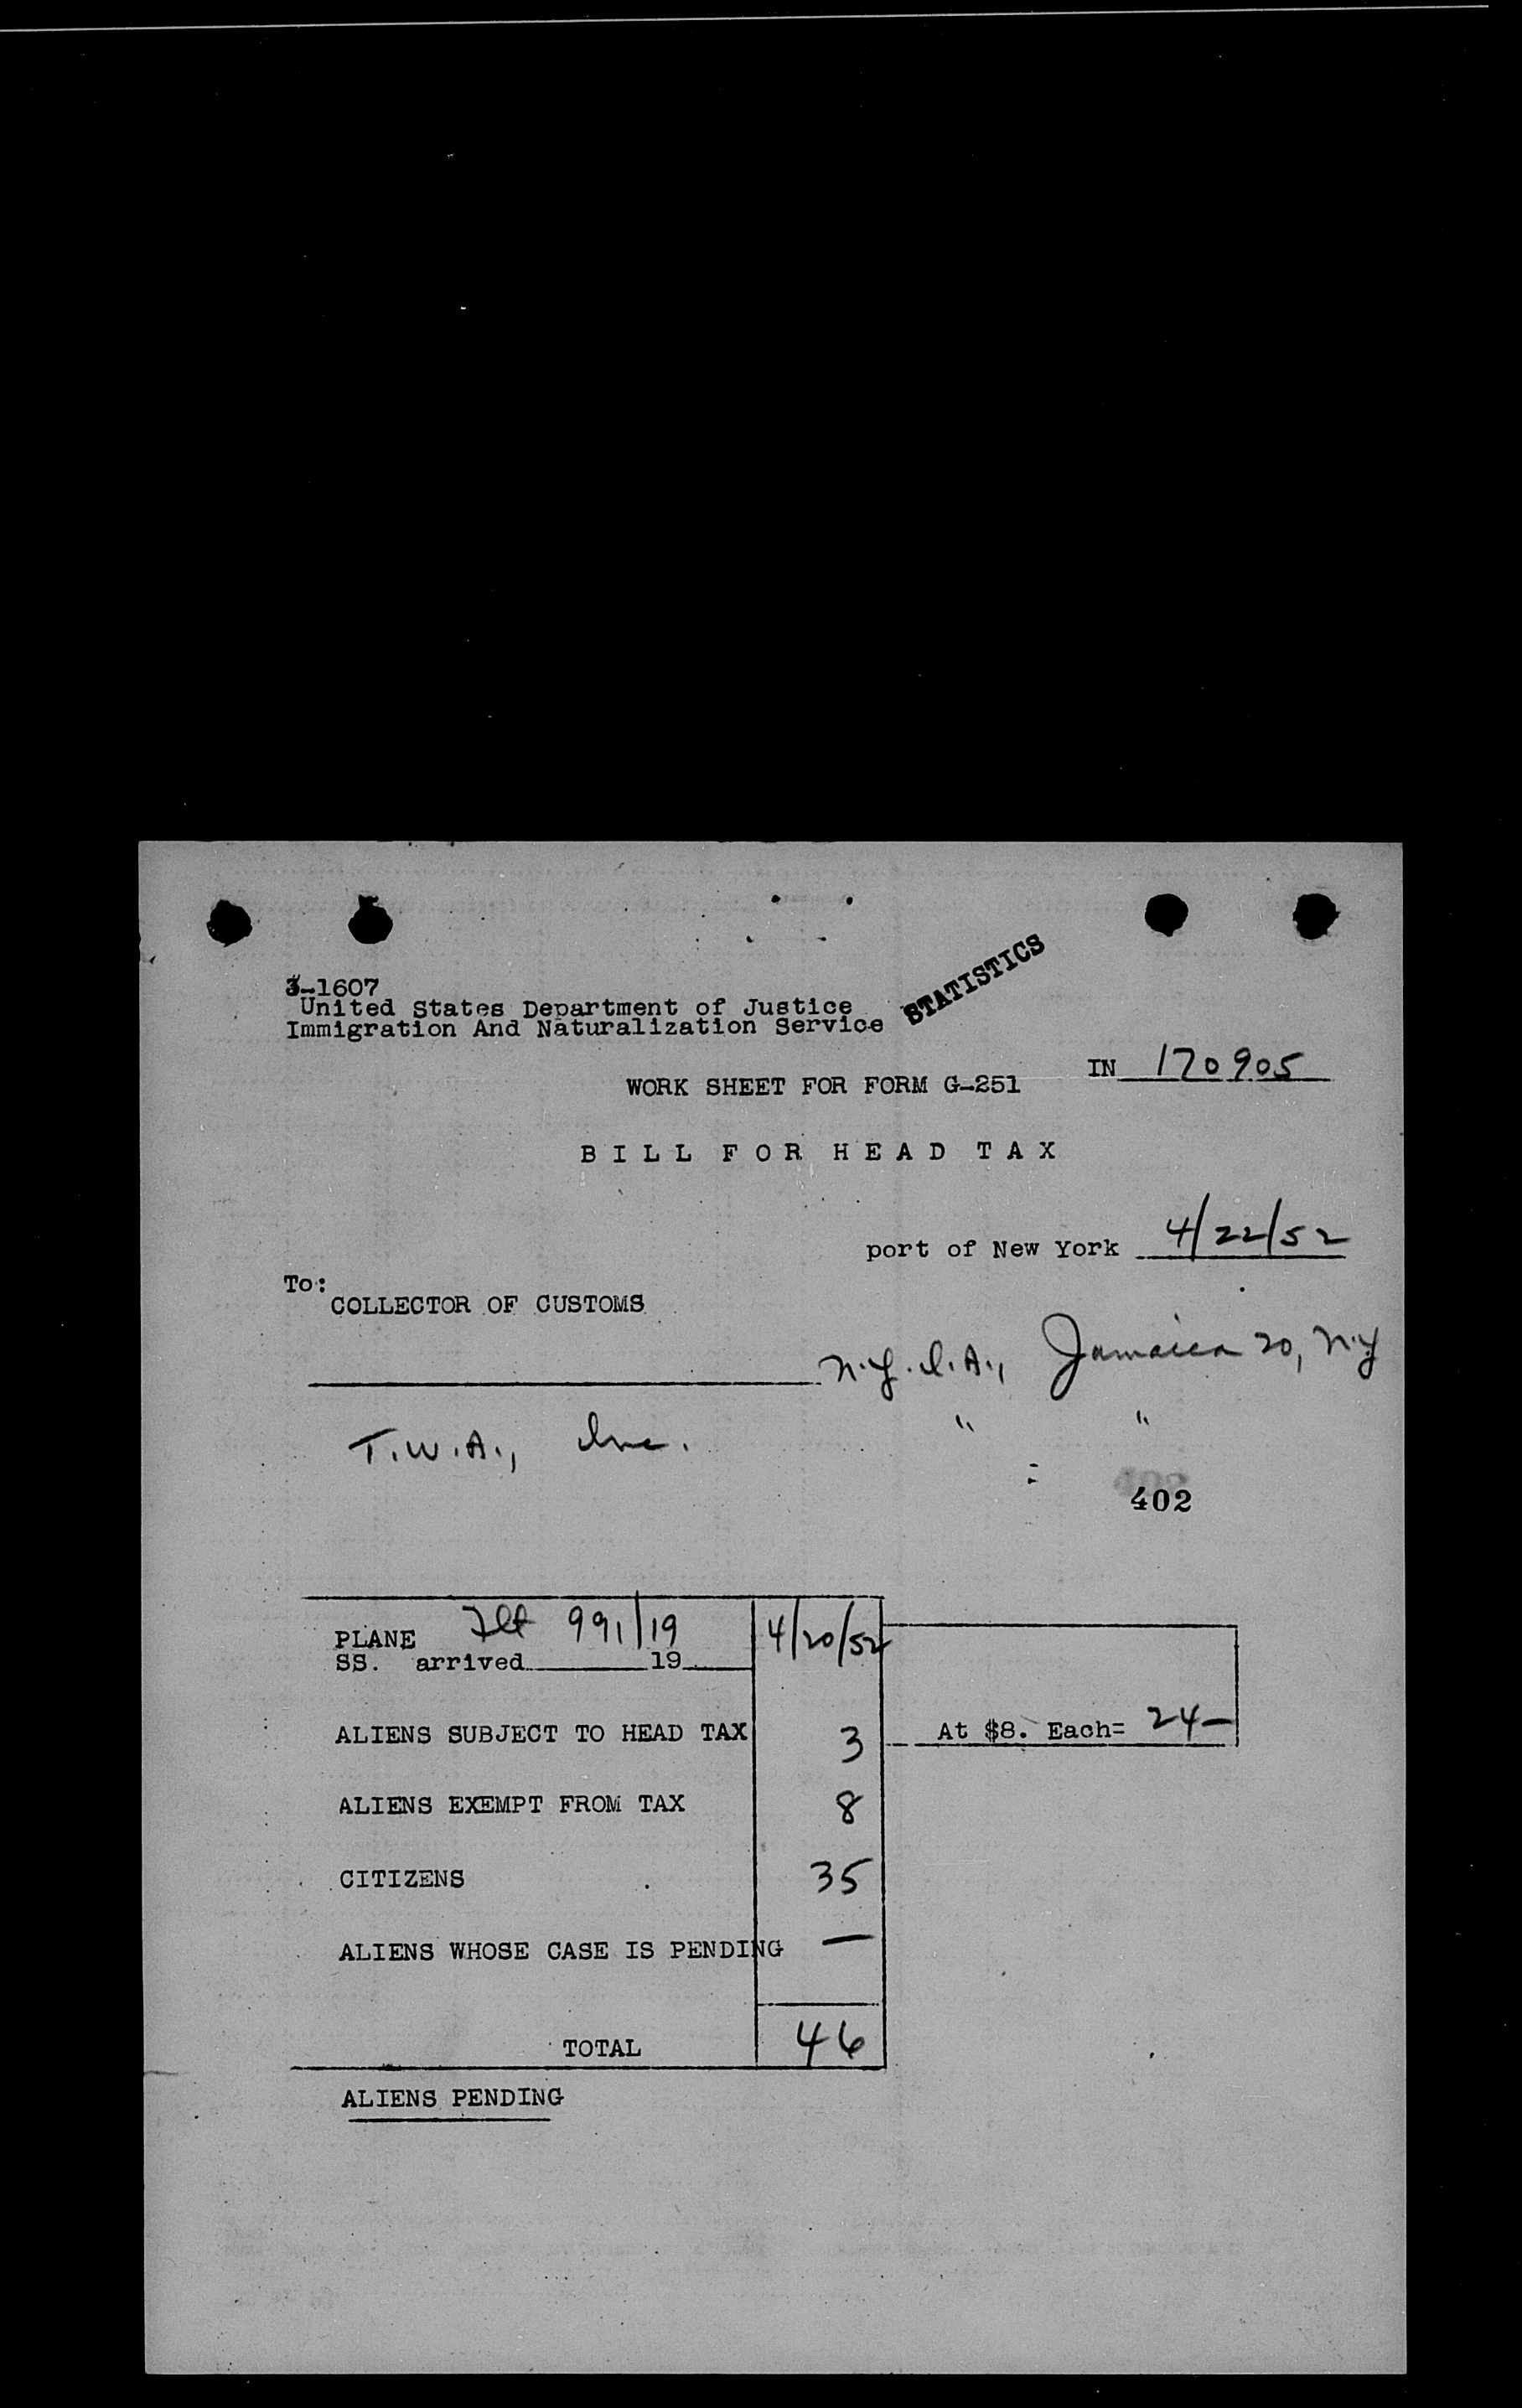 3-1607
United States Department of Justice
Immigration And Naturalization Service
STATISTICS
IN 170905
WORK SHEET FOR FORM G-251
BILL FOR HEAD TAX
port of New York 4/22/52
To:
COLLECTOR OF CUSTOMS
N.Y.I.A., Jamaica 20, N.Y
T.W.A., Inc. " "
402
PLANE Flt 991/19 4/20/52
SS. arrived 19
ALIENS SUBJECT TO HEAD TAX 3 At $8. Each= 24—
ALIENS EXEMPT FROM TAX 8
CITIZENS 35
ALIENS WHOSE CASE IS PENDING —
TOTAL 46
ALIENS PENDING